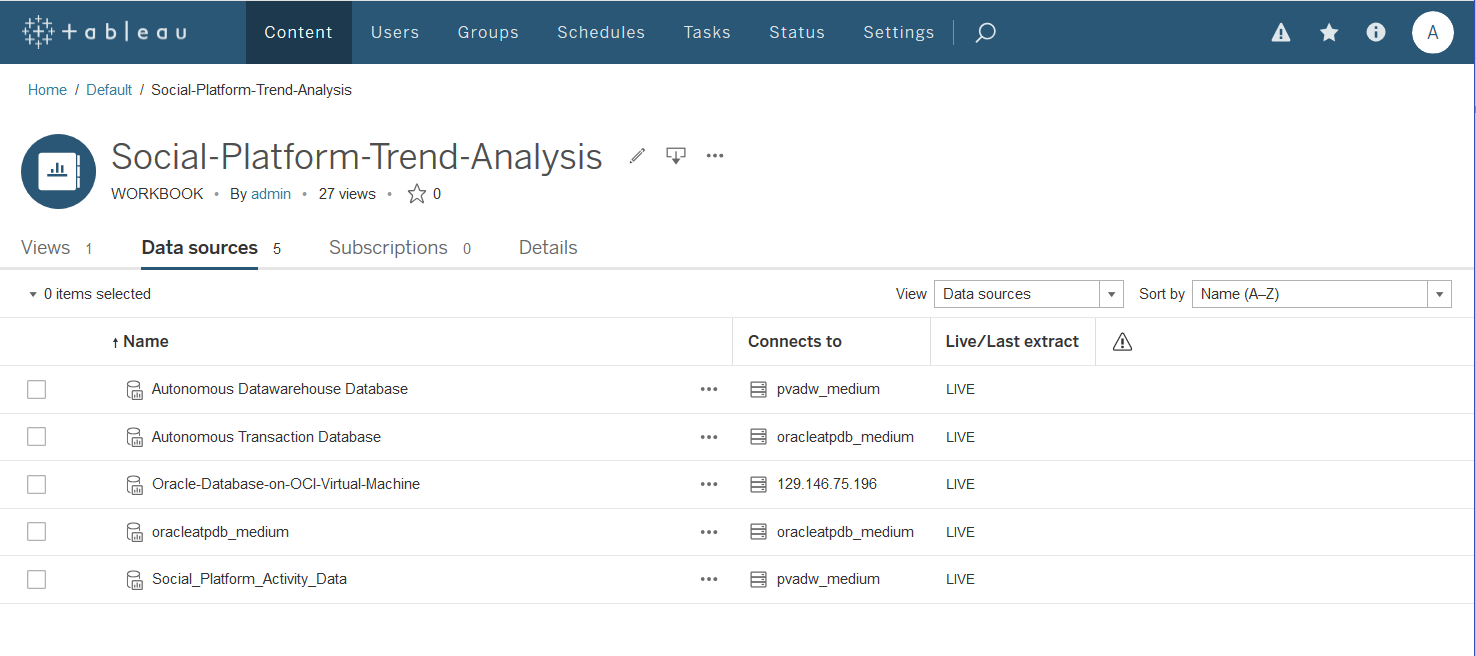 + a b l e a u Content Users Groups Schedules Tasks Status Settings A
Home / Default / Social-Platform-Trend-Analysis
Social-Platform-Trend-Analysis
WORKBOOK • By admin • 27 views • 0
Views 1 Data sources 5 Subscriptions 0 Details
0 items selected View Data sources Sort by Name (A–Z)
↑ Name Connects to Live/Last extract
Autonomous Datawarehouse Database ••• pvadw_medium LIVE
Autonomous Transaction Database ••• oracleatpdb_medium LIVE
Oracle-Database-on-OCI-Virtual-Machine ••• 129.146.75.196 LIVE
oracleatpdb_medium ••• oracleatpdb_medium LIVE
Social_Platform_Activity_Data ••• pvadw_medium LIVE